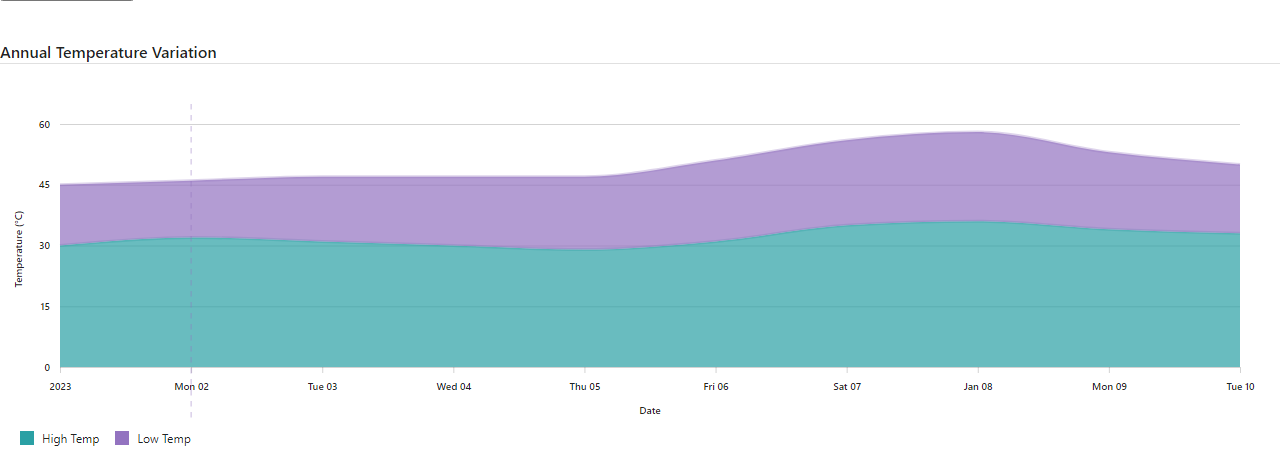 Annual Temperature Variation
60
45
30
15
0
Temperature (°C)
2023 Mon 02 Tue 03 Wed 04 Thu 05 Fri 06 Sat 07 Jan 08 Mon 09 Tue 10
Date
High Temp Low Temp